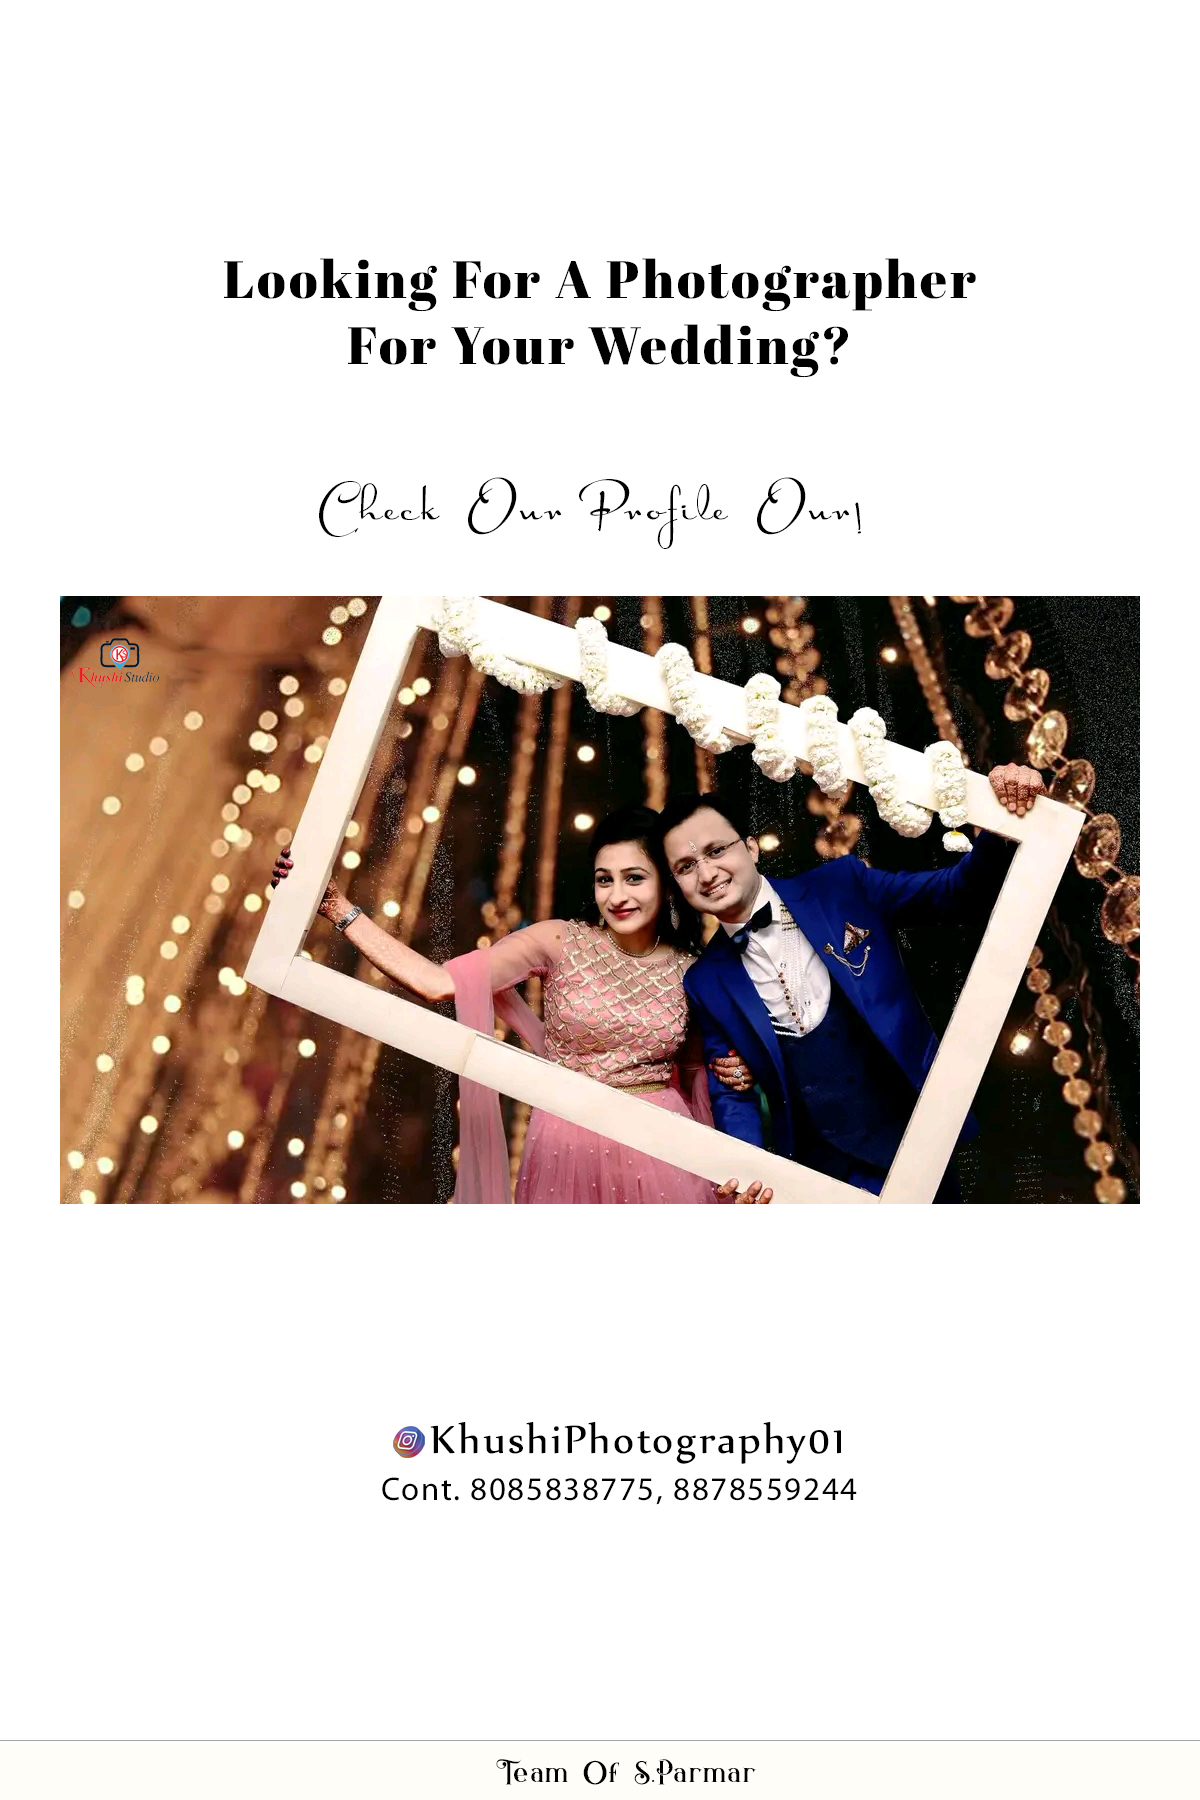 Looking For A Photographer
For Your Wedding?
Check Our Profile Our!
KS
Khushi Studio
KhushiPhotography01
Cont. 8085838775, 8878559244
Team Of S.Parmar